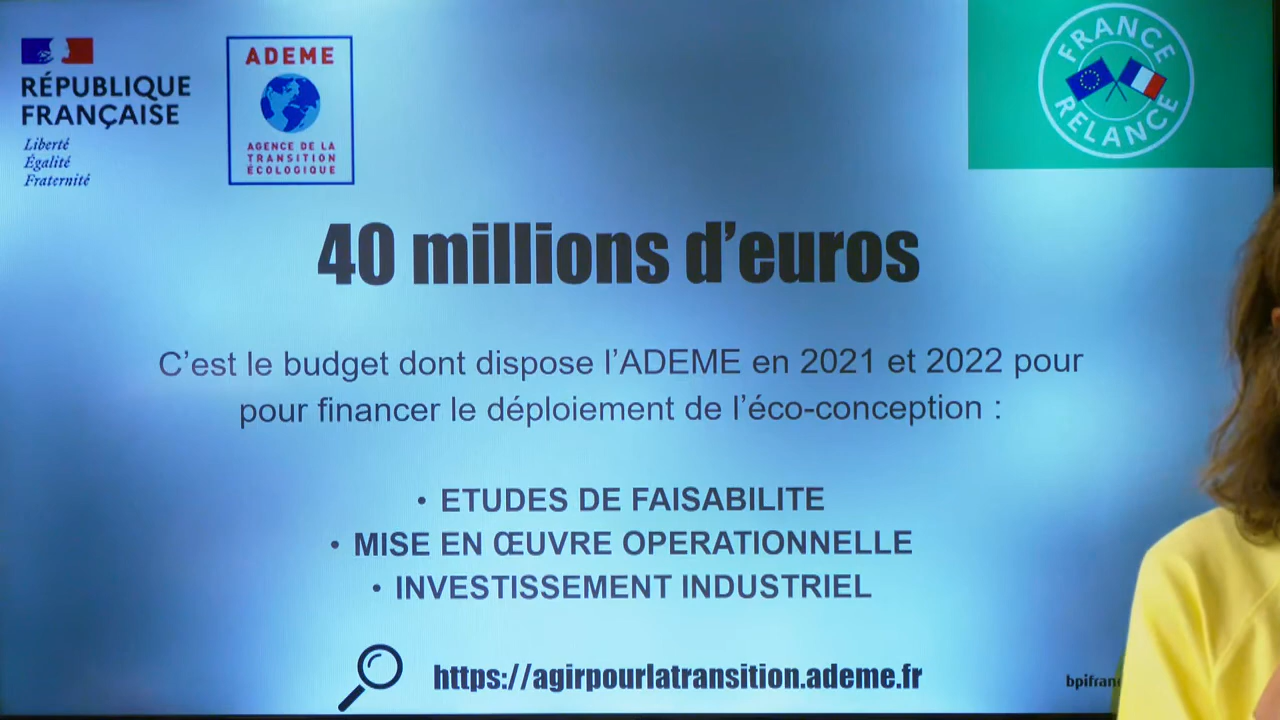 RÉPUBLIQUE
FRANÇAISE
Liberté
Égalité
Fraternité
ADEME
AGENCE DE LA
TRANSITION
ÉCOLOGIQUE
FRANCE
RELANCE
40 millions d'euros
C'est le budget dont dispose l'ADEME en 2021 et 2022 pour
pour financer le déploiement de l'éco-conception :
• ETUDES DE FAISABILITE
• MISE EN ŒUVRE OPERATIONNELLE
• INVESTISSEMENT INDUSTRIEL
https://agirpourlatransition.ademe.fr